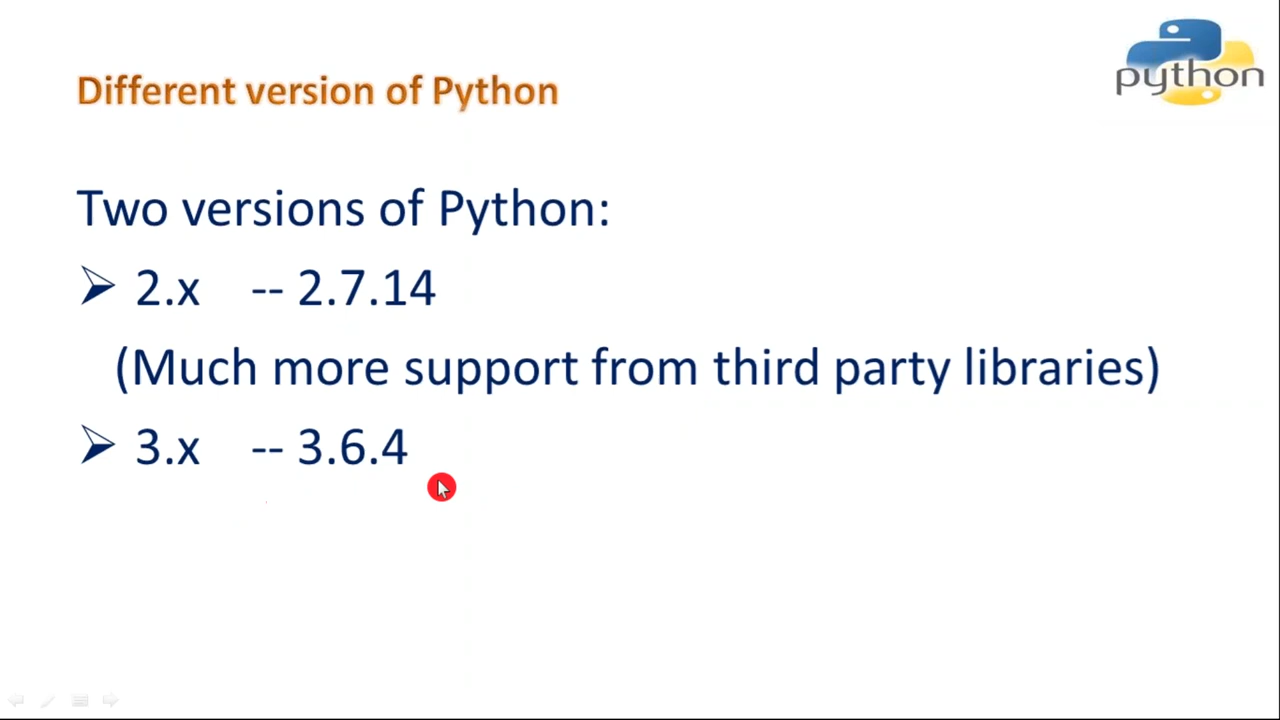 Different version of Python
python
Two versions of Python:
2.x -- 2.7.14
(Much more support from third party libraries)
3.x -- 3.6.4